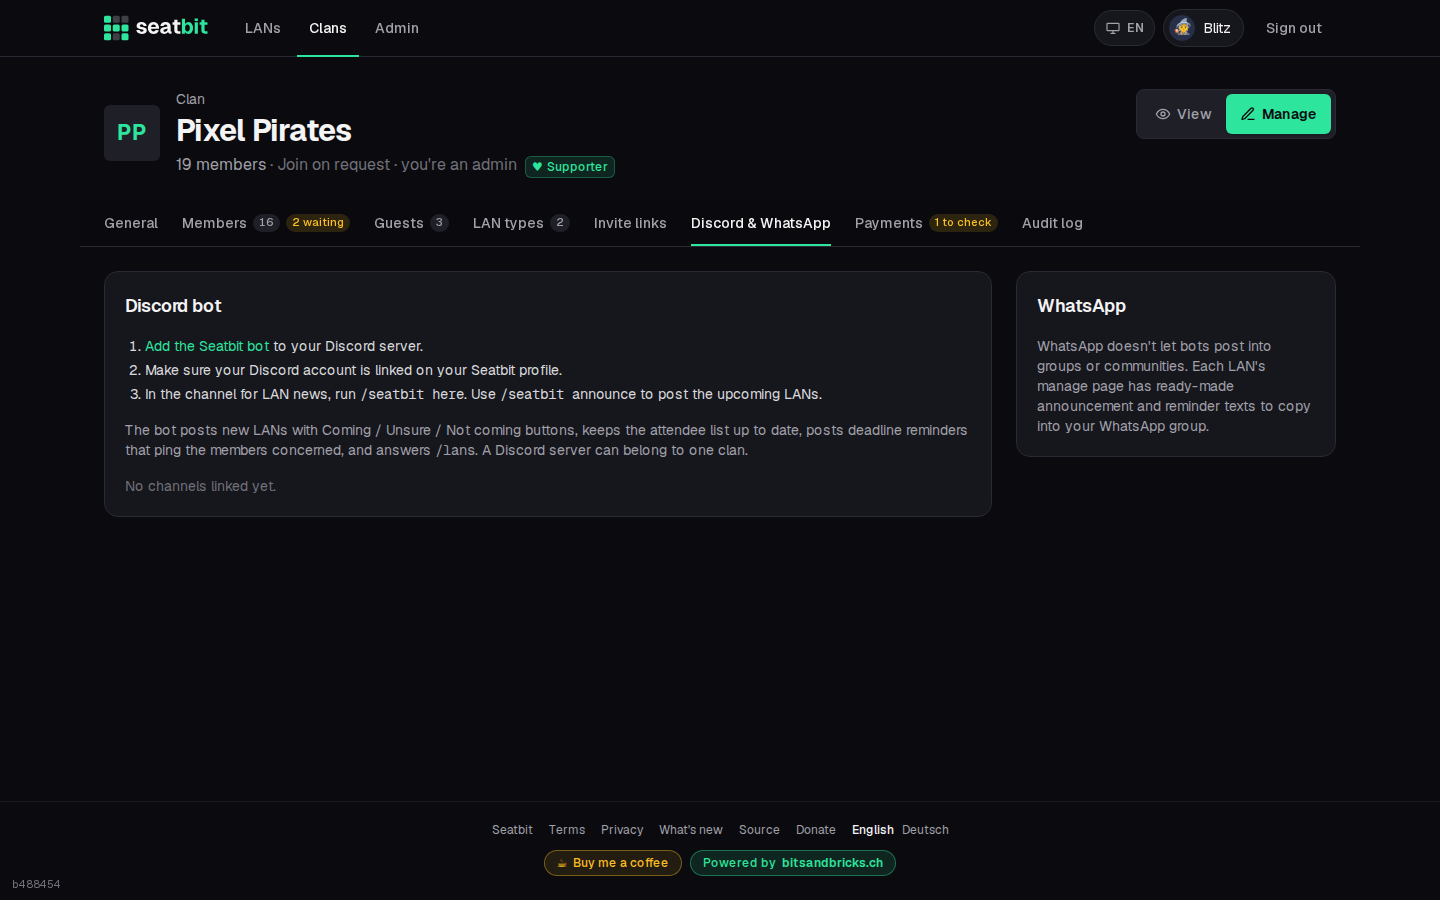 seatbit LANs Clans Admin EN Blitz Sign out
Clan
PP Pixel Pirates View Manage
19 members · Join on request · you're an admin ♥ Supporter
General Members 16 2 waiting Guests 3 LAN types 2 Invite links Discord & WhatsApp Payments 1 to check Audit log
Discord bot
1. Add the Seatbit bot to your Discord server.
2. Make sure your Discord account is linked on your Seatbit profile.
3. In the channel for LAN news, run /seatbit here. Use /seatbit announce to post the upcoming LANs.
The bot posts new LANs with Coming / Unsure / Not coming buttons, keeps the attendee list up to date, posts deadline reminders
that ping the members concerned, and answers /lans. A Discord server can belong to one clan.
No channels linked yet.
WhatsApp
WhatsApp doesn't let bots post into
groups or communities. Each LAN's
manage page has ready-made
announcement and reminder texts to copy
into your WhatsApp group.
Seatbit Terms Privacy What's new Source Donate English Deutsch
Buy me a coffee Powered by bitsandbricks.ch
b488454